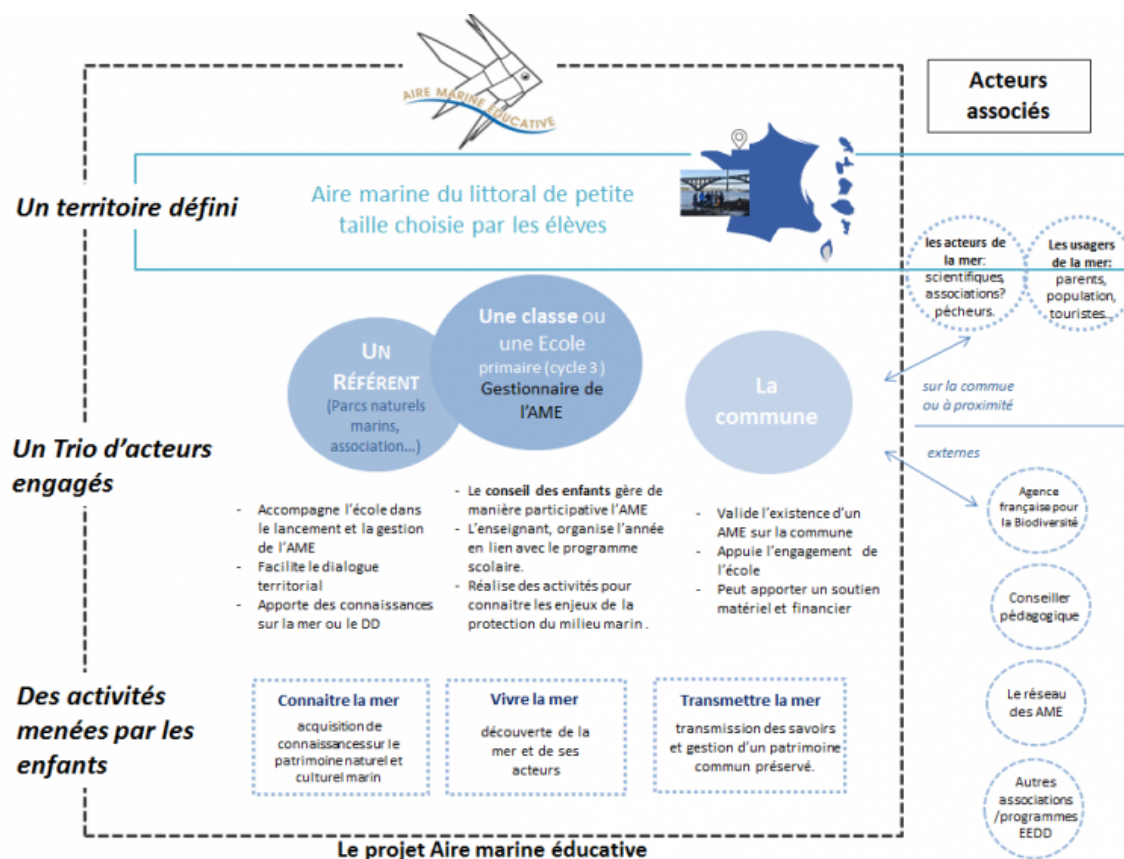 AIRE MARINE EDUCATIVE
Acteurs
associés
Un territoire défini
Aire marine du littoral de petite
taille choisie par les élèves
les acteurs de
la mer:
scientifiques,
associations?
pécheurs.
Les usagers
de la mer:
parents,
population,
touristes...
Un Trio d'acteurs
engagés
UN
RÉFÉRENT
(Parcs naturels
marins,
association...)
Une classe ou
une Ecole
primaire (cycle 3)
Gestionnaire de
l'AME
La
commune
sur la commue
ou à proximité
externes
- Accompagne l'école dans
le lancement et la gestion
de l'AME
- Facilite le dialogue
territorial
- Apporte des connaissances
sur la mer ou le DD
- Le conseil des enfants gère de
manière participative l'AME
- L'enseignant, organise l'année
en lien avec le programme
scolaire.
- Réalise des activités pour
connaitre les enjeux de la
protection du milieu marin .
- Valide l'existence d'un
AME sur la commune
- Appuie l'engagement de
l'école
- Peut apporter un soutien
matériel et financier
Agence
française pour
la Biodiversité
Conseiller
pédagogique
Le réseau
des AME
Autres
associations
/programmes
EEDD
Des activités
menées par les
enfants
Connaitre la mer
acquisition de
connaissances sur le
patrimoine naturel et
culturel marin
Vivre la mer
découverte de la
mer et de ses
acteurs
Transmettre la mer
transmission des savoirs
et gestion d'un patrimoine
commun préservé.
Le projet Aire marine éducative